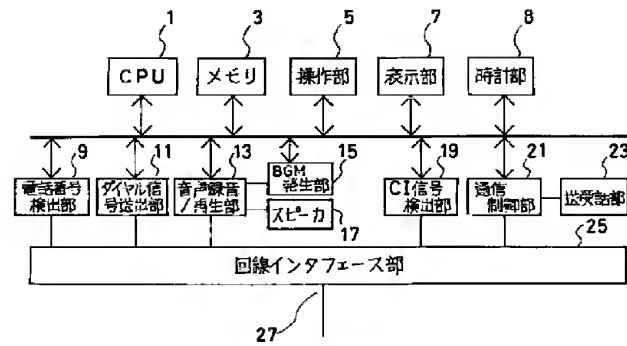 1 3 5 7 8
CPU メモリ 操作部 表示部 時計部
9 11 13 15 19 21 23
電話番号
検出部
ダイヤル信
号送出部
音声録音
/再生部
BGM
発生部
スピーカ
17
CI信号
検出部
通信
制御部
送受話部
25
回線インタフェース部
27